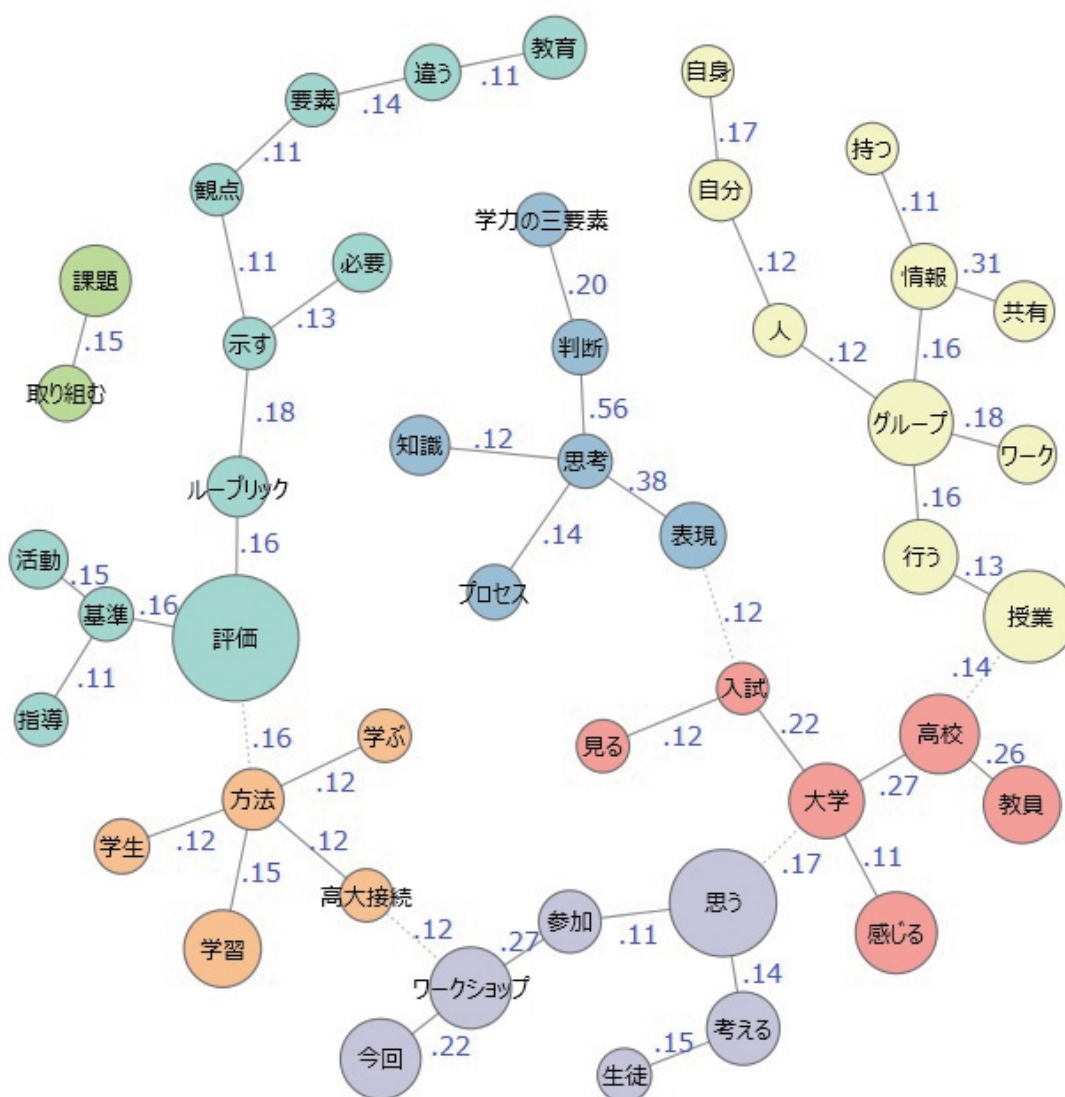 教育
違う
.11
要素
.14
自身
.11
.17
持つ
観点
自分
学力の三要素
.11
.11
必要
.12
情報
.31
課題
.13
.20
共有
.15
示す
判断
人
.12
.16
取り組む
.18
.56
グループ
.18
知識
.12
思考
ワーク
ループリック
.38
.16
.14
表現
.16
活動
行う
.13
.15
プロセス
基準
.16
評価
授業
.12
.11
.14
指導
入試
学ぶ
見る
.12
.22
高校
.16
.12
.26
方法
大学
.27
教員
学生
.12
.12
.17
.11
.15
高大接続
思う
学習
.12
.27
参加
.11
感じる
ワークショップ
.14
今回
.22
考える
.15
生徒